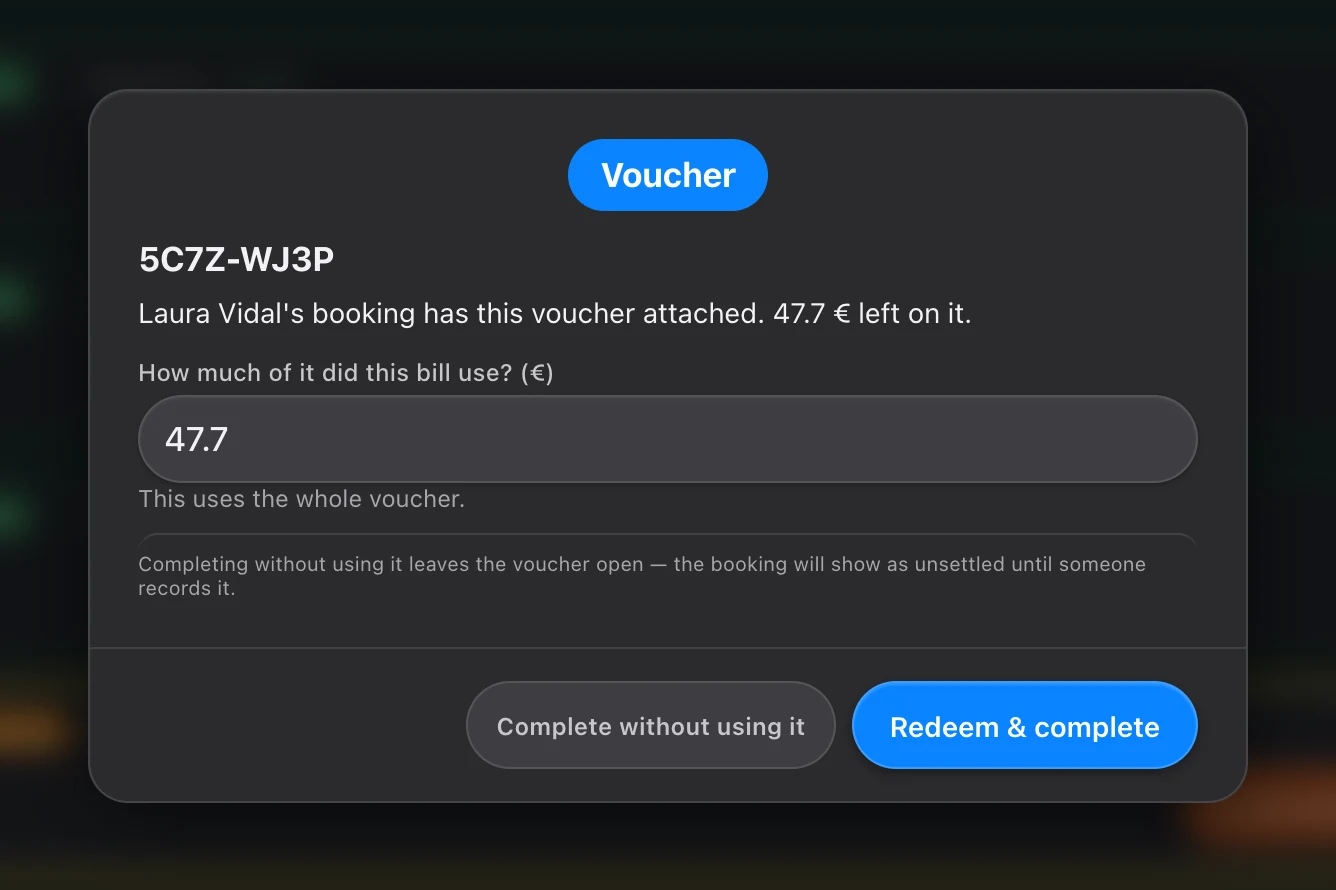 Voucher
5C7Z-WJ3P
Laura Vidal's booking has this voucher attached. 47.7 € left on it.
How much of it did this bill use? (€)
47.7
This uses the whole voucher.
Completing without using it leaves the voucher open — the booking will show as unsettled until someone
records it.
Complete without using it
Redeem & complete